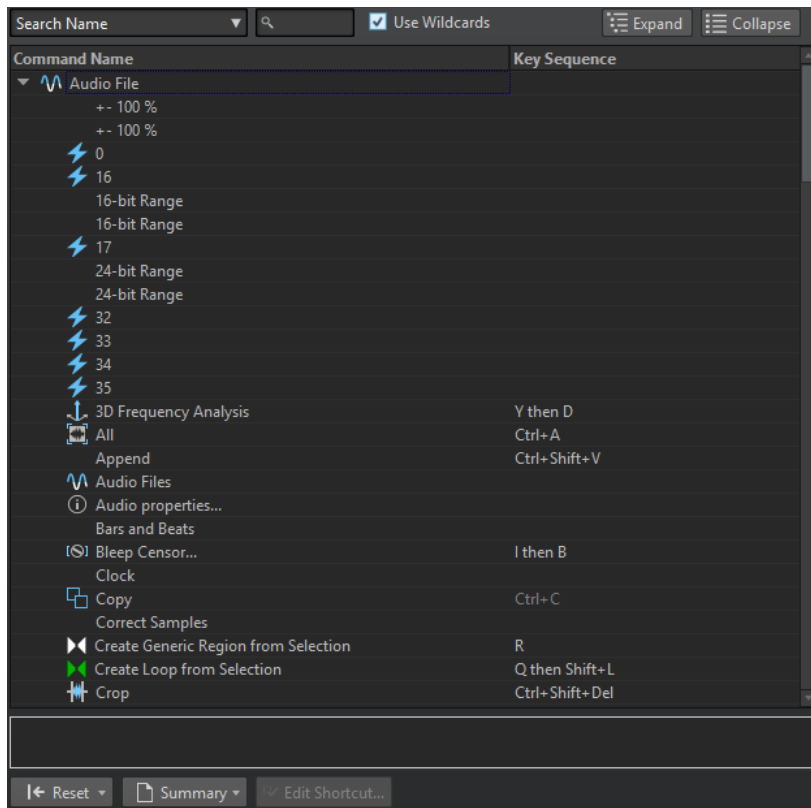 Search Name Use Wildcards Expand Collapse
Command Name Key Sequence
Audio File
+- 100 %
+- 100 %
0
16
16-bit Range
16-bit Range
17
24-bit Range
24-bit Range
32
33
34
35
3D Frequency Analysis Y then D
All Ctrl+A
Append Ctrl+Shift+V
Audio Files
Audio properties...
Bars and Beats
Bleep Censor... I then B
Clock
Copy Ctrl+C
Correct Samples
Create Generic Region from Selection R
Create Loop from Selection Q then Shift+L
Crop Ctrl+Shift+Del
Reset Summary Edit Shortcut...